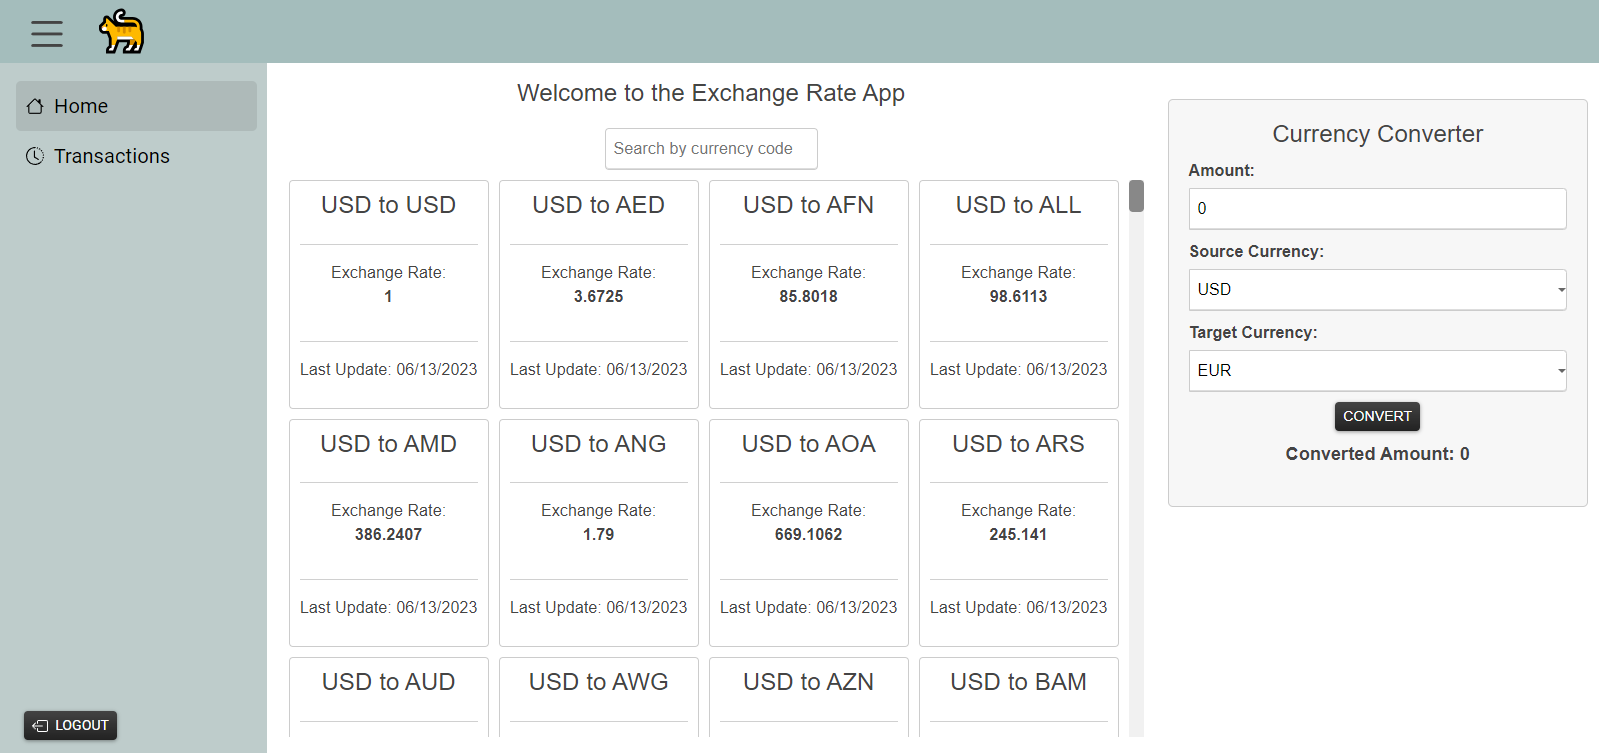 Home
Transactions
LOGOUT
Welcome to the Exchange Rate App
Search by currency code
USD to USD
Exchange Rate:
1
Last Update: 06/13/2023
USD to AED
Exchange Rate:
3.6725
Last Update: 06/13/2023
USD to AFN
Exchange Rate:
85.8018
Last Update: 06/13/2023
USD to ALL
Exchange Rate:
98.6113
Last Update: 06/13/2023
USD to AMD
Exchange Rate:
386.2407
Last Update: 06/13/2023
USD to ANG
Exchange Rate:
1.79
Last Update: 06/13/2023
USD to AOA
Exchange Rate:
669.1062
Last Update: 06/13/2023
USD to ARS
Exchange Rate:
245.141
Last Update: 06/13/2023
USD to AUD
USD to AWG
USD to AZN
USD to BAM
Currency Converter
Amount:
0
Source Currency:
USD
Target Currency:
EUR
CONVERT
Converted Amount: 0